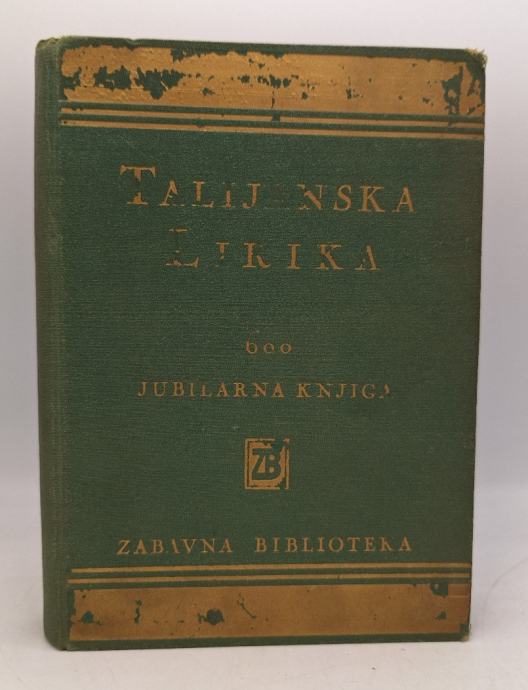 TALIJANSKA
LIRIKA
600
JUBILARNA KNJIGA
ZB
ZABAVNA BIBLIOTEKA